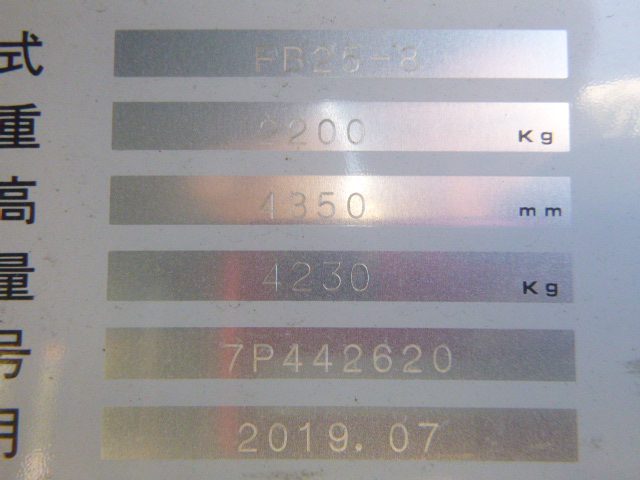 式 FB25-8
重 2200 Kg
高 4350 mm
量 4230 Kg
号 7P442620
月 2019.07